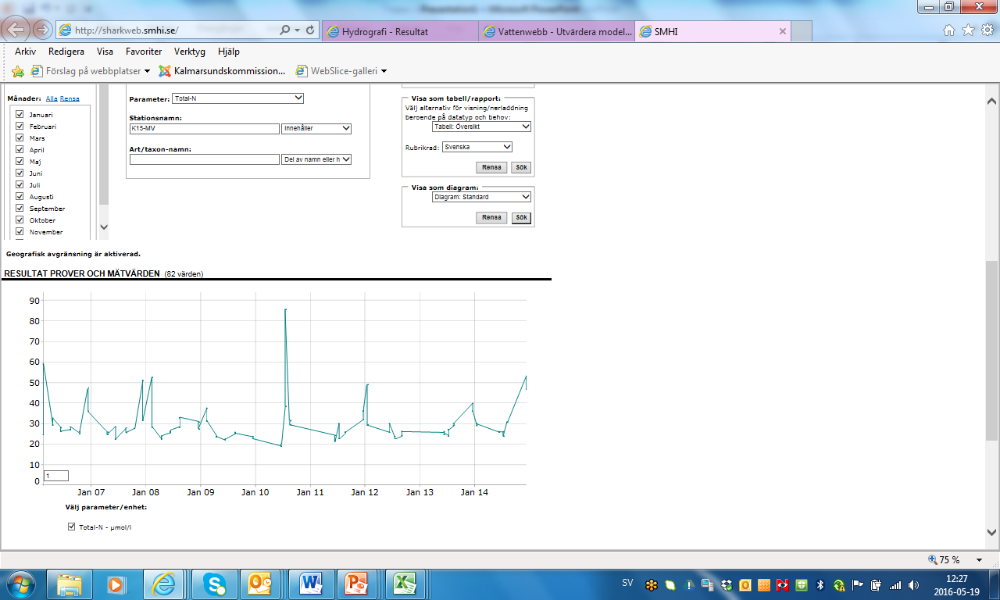 http://sharkweb.smhi.se/
Hydrografi - Resultat
Vattenwebb - Utvärdera model...
SMHI
Arkiv Redigera Visa Favoriter Verktyg Hjälp
Förslag på webbplatser
Kalmarsundskommission...
WebSlice-galleri
Månader: Alla Rensa
Januari
Februari
Mars
April
Maj
Juni
Juli
Augusti
September
Oktober
November
Parameter: Total-N
Stationsnamn:
K15-MV Innehåller
Art/taxon-namn:
Del av namn eller h
Visa som tabell/rapport:
Välj alternativ för visning/nerladdning
beroende på datatyp och behov:
Tabell: Översikt
Rubrikrad: Svenska
Rensa Sök
Visa som diagram:
Diagram: Standard
Rensa Sök
Geografisk avgränsning är aktiverad.
RESULTAT PROVER OCH MÄTVÄRDEN (82 värden)
90
80
70
60
50
40
30
20
10
0
1
Jan 07 Jan 08 Jan 09 Jan 10 Jan 11 Jan 12 Jan 13 Jan 14
Välj parameter/enhet:
Total-N - µmol/l
75 %
SV
12:27
2016-05-19